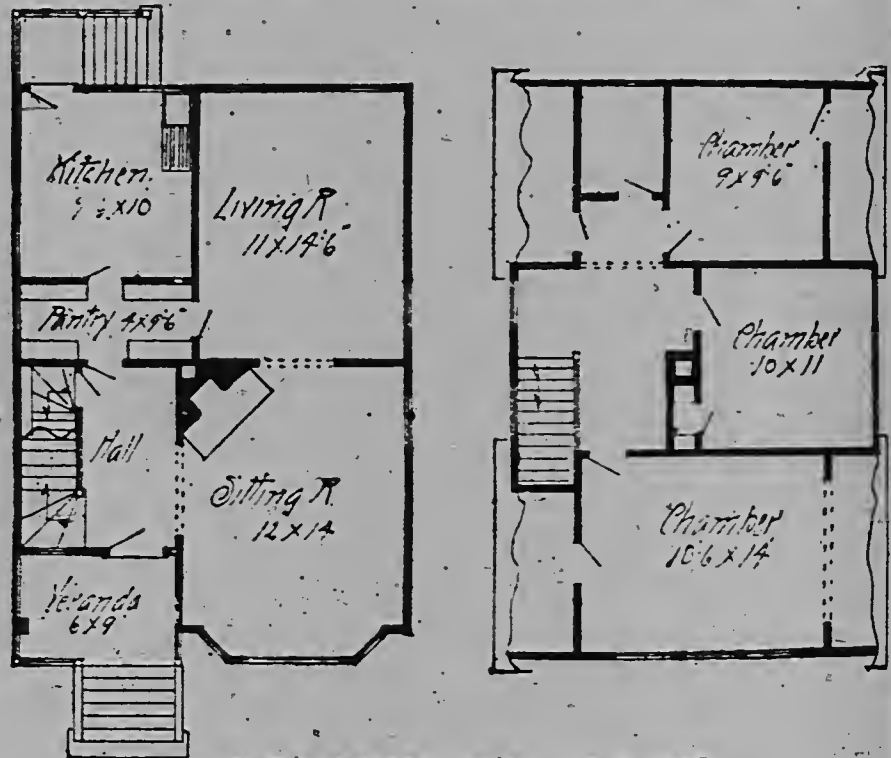 Kitchen
x10
Living R
11x14:6"
Pantry 4x9:6"
Hall
Sitting R.
12x14
Veranda
6x9
Chamber
9x9:6"
Chamber
10x11
Chamber
10:6x14